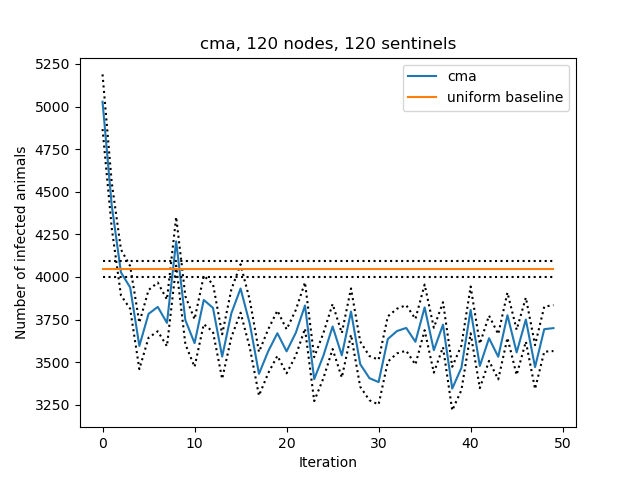 cma, 120 nodes, 120 sentinels
cma
uniform baseline
Number of infected animals
5250
5000
4750
4500
4250
4000
3750
3500
3250
0 10 20 30 40 50
Iteration